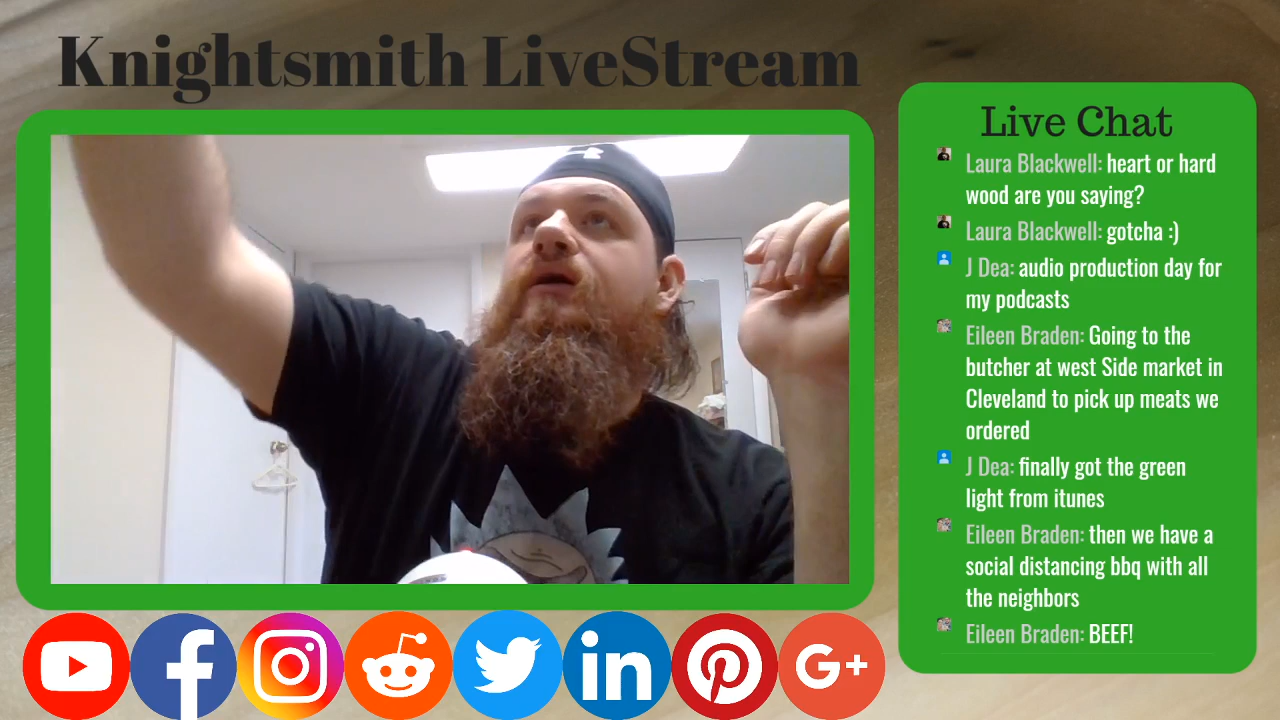 Knightsmith LiveStream
Live Chat
Laura Blackwell: heart or hard
wood are you saying?
Laura Blackwell: gotcha :)
J Dea: audio production day for
my podcasts
Eileen Braden: Going to the
butcher at west Side market in
Cleveland to pick up meats we
ordered
J Dea: finally got the green
light from itunes
Eileen Braden: then we have a
social distancing bbq with all
the neighbors
Eileen Braden: BEEF!
f
in
G+